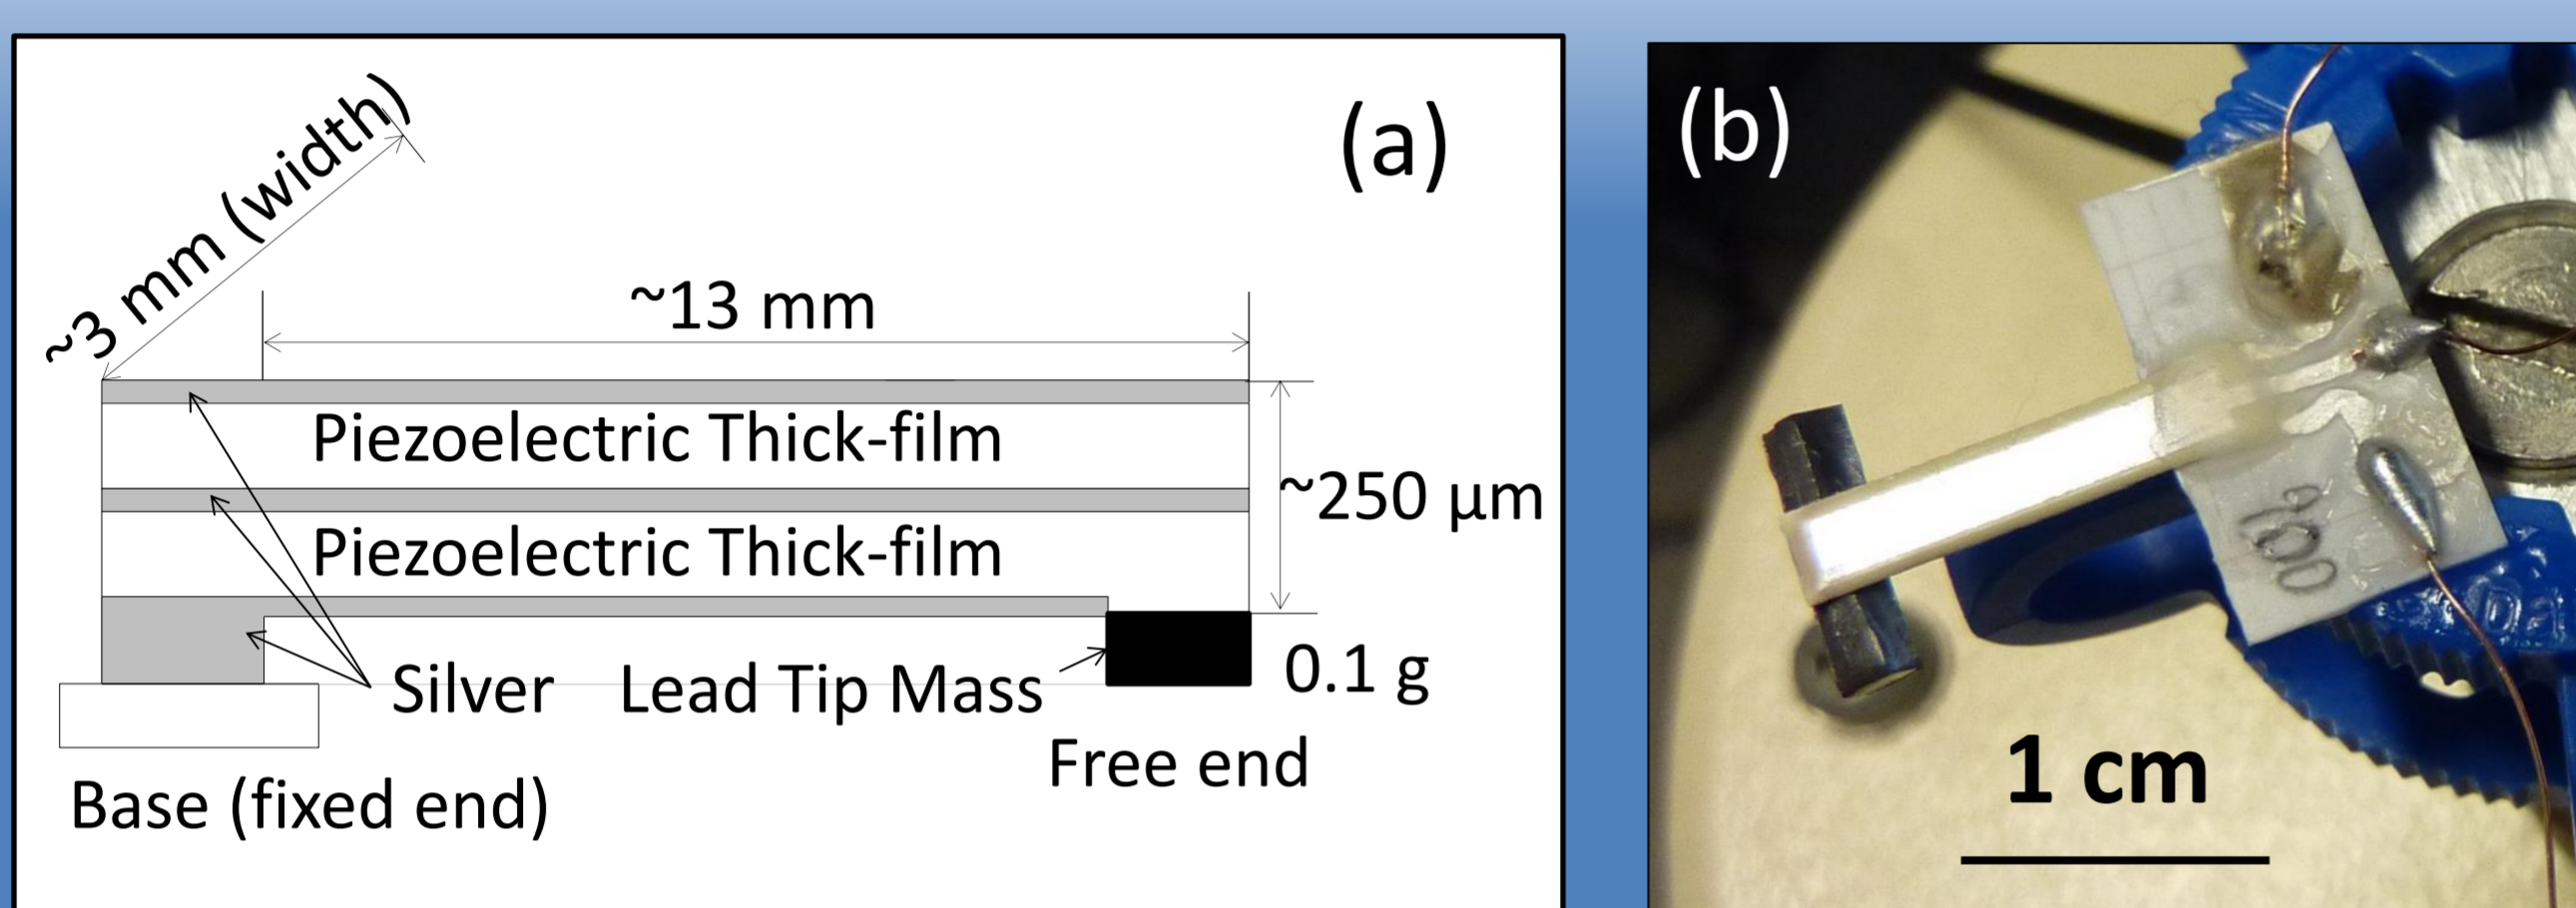 (a)
~3 mm (width)
~13 mm
Piezoelectric Thick-film
~250 µm
Piezoelectric Thick-film
Silver
Lead Tip Mass
0.1 g
Free end
Base (fixed end)
(b)
1 cm